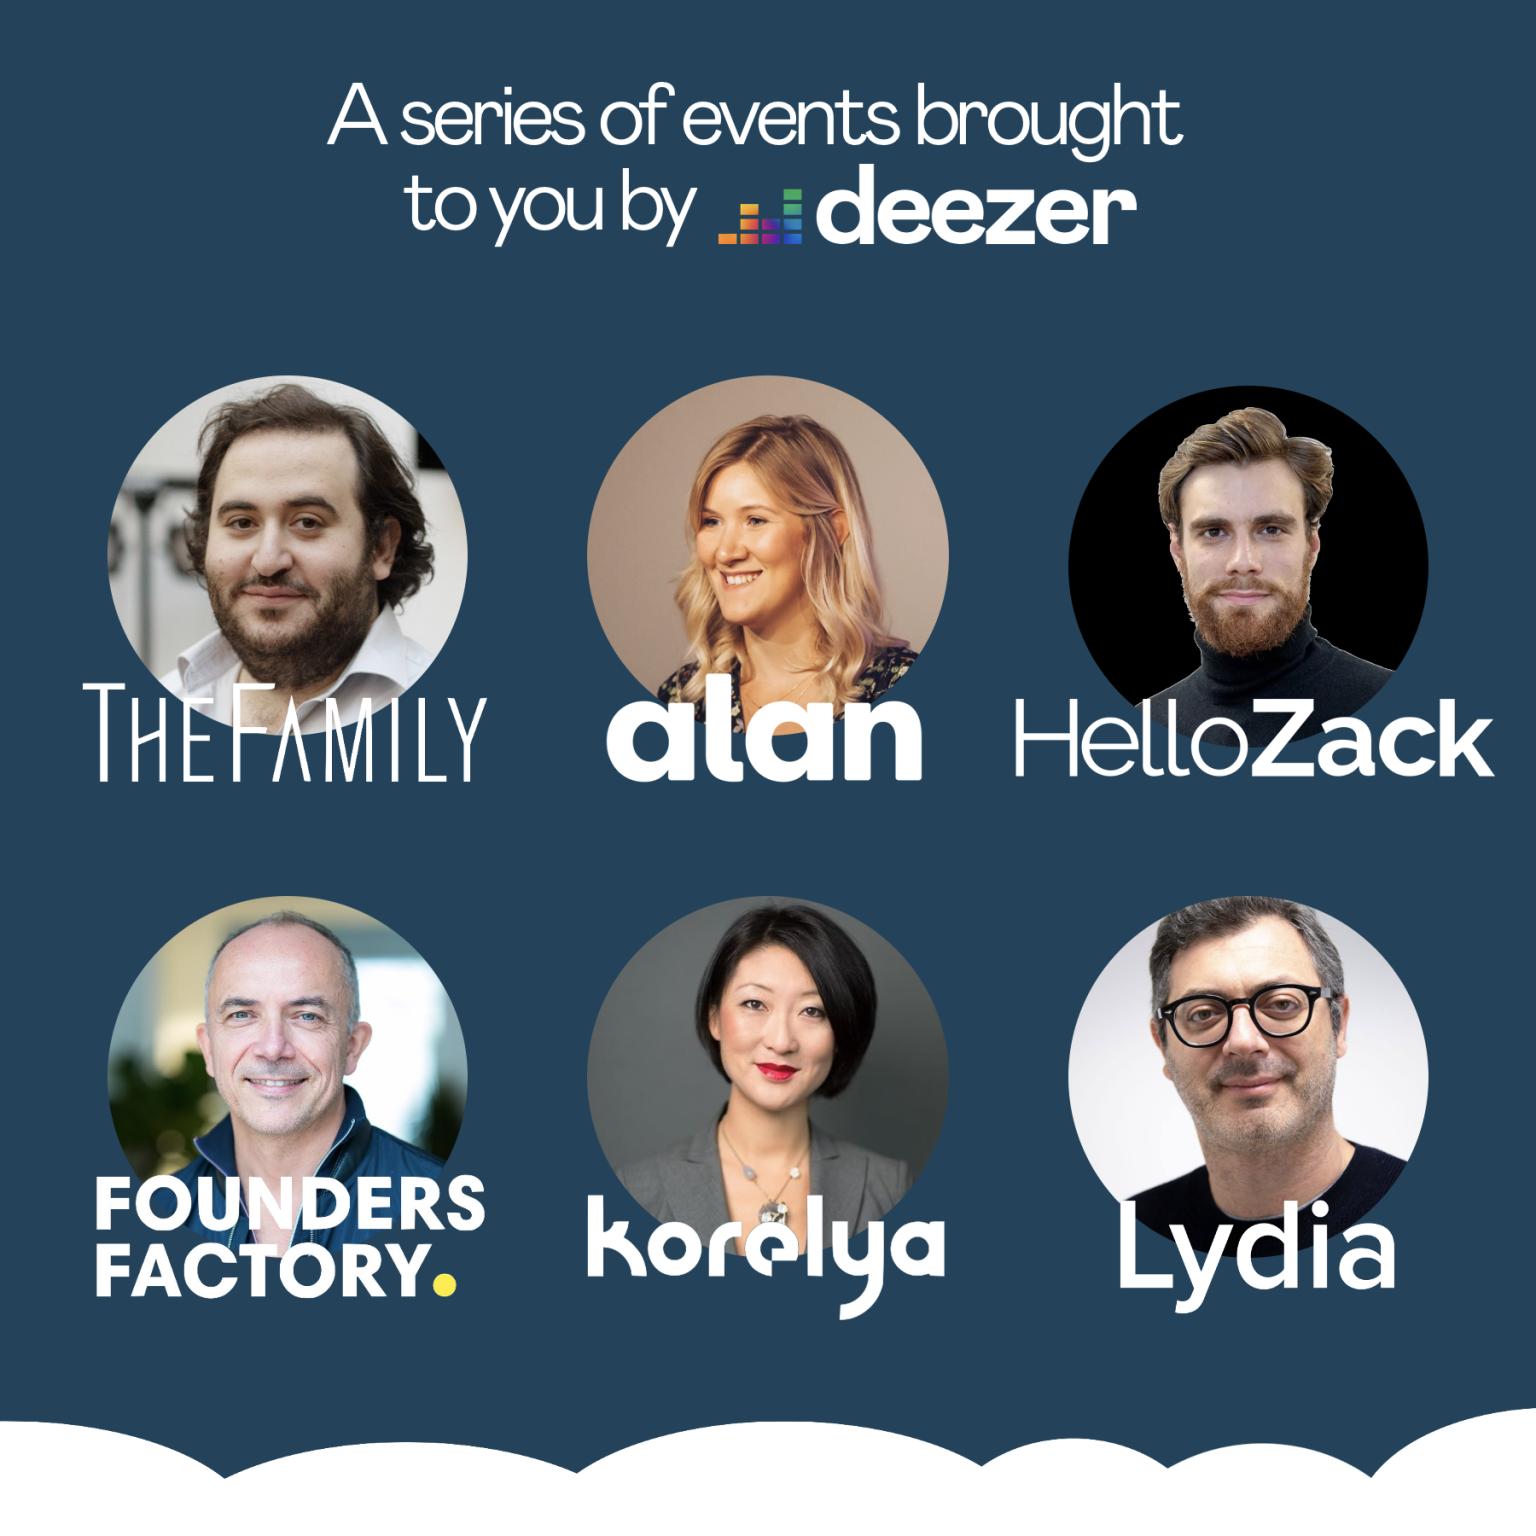 A series of events brought
to you by deezer
THEFAMILY
alan
HelloZack
FOUNDERS
FACTORY.
korelya
Lydia